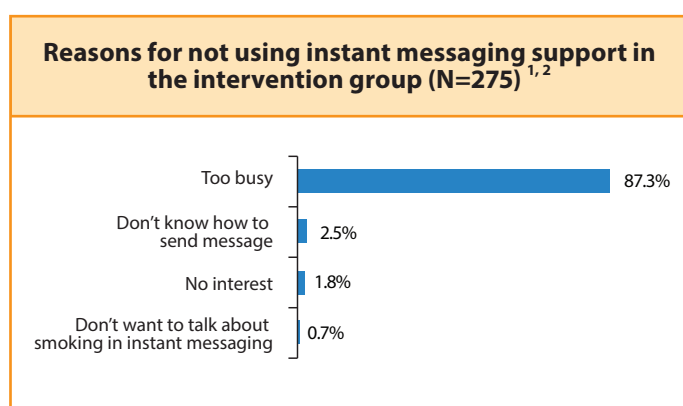 Reasons for not using instant messaging support in
the intervention group (N=275) 1, 2
Too busy
87.3%
Don't know how to
send message
2.5%
No interest
1.8%
Don't want to talk about
smoking in instant messaging
0.7%